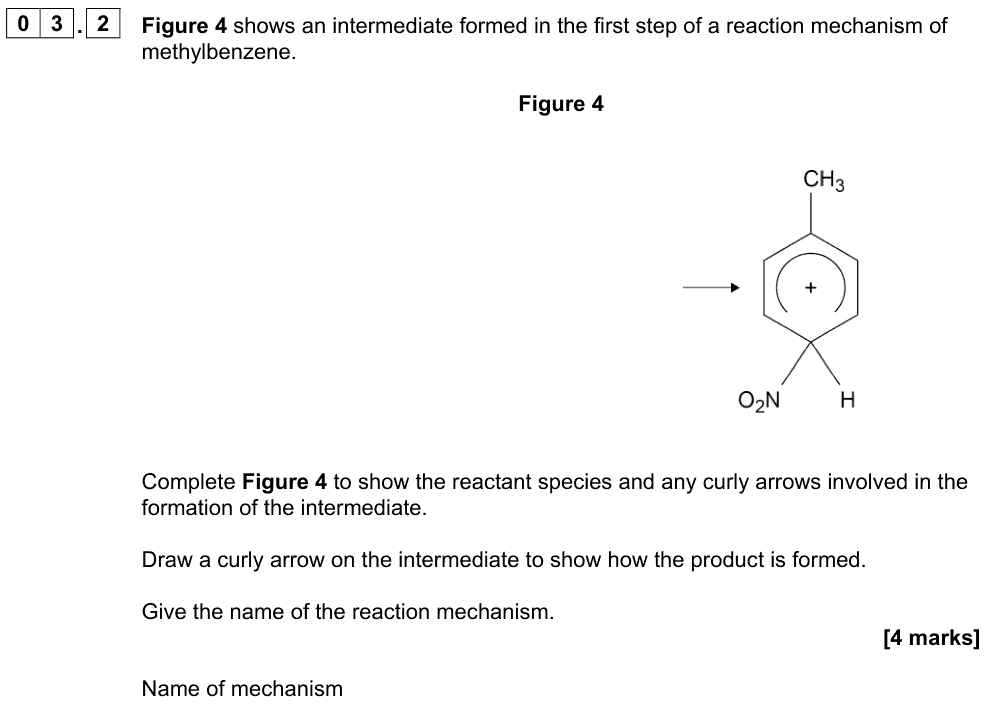 0 3 . 2 Figure 4 shows an intermediate formed in the first step of a reaction mechanism of
methylbenzene.
Figure 4
CH₃
+
O₂N H
Complete Figure 4 to show the reactant species and any curly arrows involved in the
formation of the intermediate.
Draw a curly arrow on the intermediate to show how the product is formed.
Give the name of the reaction mechanism.
[4 marks]
Name of mechanism